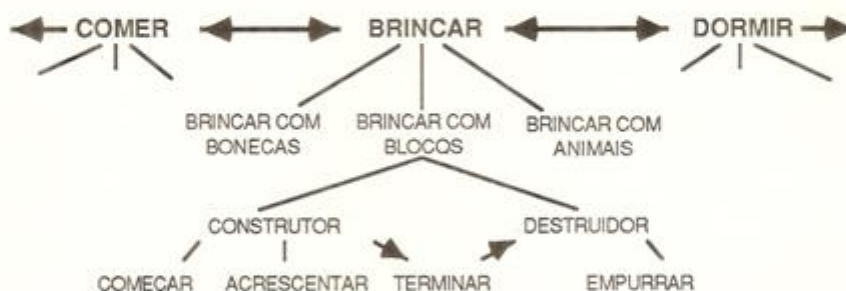 COMER BRINCAR DORMIR
BRINCAR COM BRINCAR COM BRINCAR COM
BONECAS BLOCOS ANIMAIS
CONSTRUTOR DESTRUIDOR
COMEÇAR ACRESCENTAR TERMINAR EMPURRAR